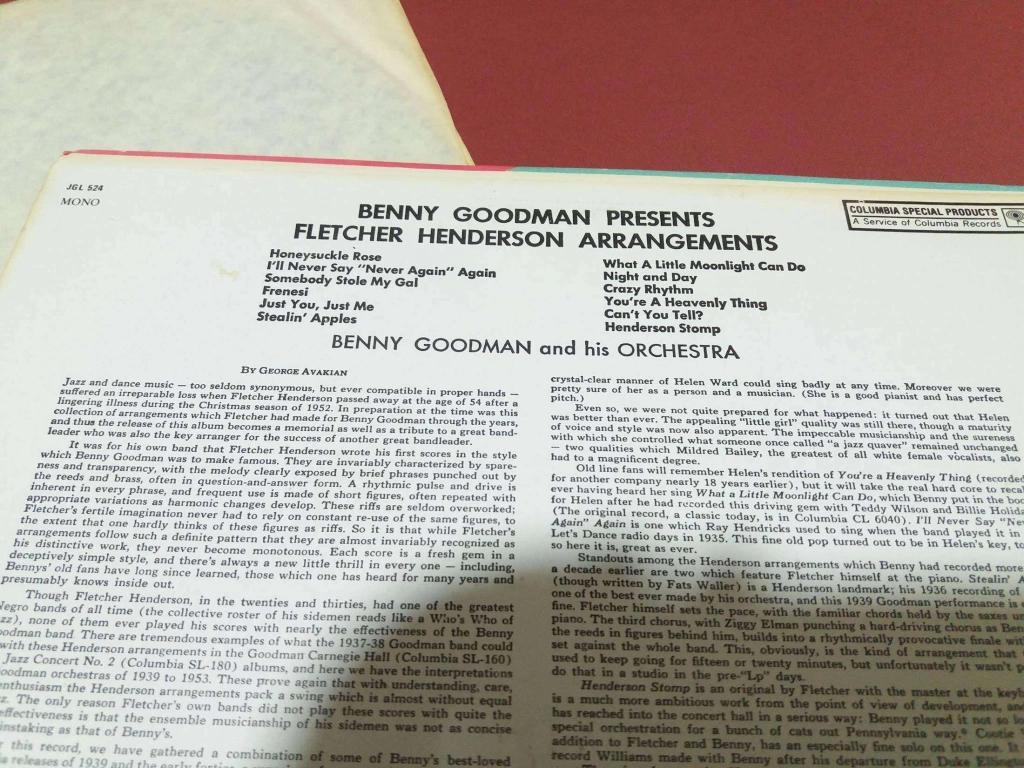 JGL 524
MONO
COLUMBIA SPECIAL PRODUCTS
A Service of Columbia Records
BENNY GOODMAN PRESENTS
FLETCHER HENDERSON ARRANGEMENTS
Honeysuckle Rose
I'll Never Say "Never Again" Again
Somebody Stole My Gal
Frenesi
Just You, Just Me
Stealin' Apples
What A Little Moonlight Can Do
Night and Day
Crazy Rhythm
You're A Heavenly Thing
Can't You Tell?
Henderson Stomp
BENNY GOODMAN and his ORCHESTRA
By George Avakian
Jazz and dance music — too seldom synonymous, but ever compatible in proper hands —
suffered an irreparable loss when Fletcher Henderson passed away at the age of 54 after a
lingering illness during the Christmas season of 1952. In preparation at the time was this
collection of arrangements which Fletcher had made for Benny Goodman through the years,
and thus the release of this album becomes a memorial as well as a tribute to a great band-
leader who was also the key arranger for the success of another great bandleader.
It was for his own band that Fletcher Henderson wrote his first scores in the style
which Benny Goodman was to make famous. They are invariably characterized by spare-
ness and transparency, with the melody clearly exposed by brief phrases punched out by
the reeds and brass, often in question-and-answer form. A rhythmic pulse and drive is
inherent in every phrase, and frequent use is made of short figures, often repeated with
appropriate variations as harmonic changes develop. These riffs are seldom overworked;
Fletcher's fertile imagination never had to rely on constant re-use of the same figures, to
the extent that one hardly thinks of these figures as riffs. So it is that while Fletcher's
arrangements follow such a definite pattern that they are almost invariably recognized as
his distinctive work, they never become monotonous. Each score is a fresh gem in a
deceptively simple style, and there's always a new little thrill in every one — including,
Bennys' old fans have long since learned, those which one has heard for many years and
presumably knows inside out.
Though Fletcher Henderson, in the twenties and thirties, had one of the greatest
Negro bands of all time (the collective roster of his sidemen reads like a Who's Who of
zz), none of them ever played his scores with nearly the effectiveness of the Benny
oodman band. There are tremendous examples of what the 1937-38 Goodman band could
with these Henderson arrangements in the Goodman Carnegie Hall (Columbia SL-160)
Jazz Concert No. 2 (Columbia SL-180) albums, and here we have the interpretations
oodman orchestras of 1939 to 1953. These prove again that with understanding, care,
enthusiasm the Henderson arrangements pack a swing which is almost without equal
z. The only reason Fletcher's own bands did not play these scores with quite the
effectiveness is that the ensemble musicianship of his sidemen was not as concise
instaking as that of Benny's.
this record, we have gathered a combination of some of Benny's best-loved
releases of 1939 and the early forties
crystal-clear manner of Helen Ward could sing badly at any time. Moreover we were
pretty sure of her as a person and a musician. (She is a good pianist and has perfect
pitch.)
Even so, we were not quite prepared for what happened: it turned out that Helen
was better than ever. The appealing "little girl" quality was still there, though a maturity
of voice and style was now also apparent. The impeccable musicianship and the sureness
with which she controlled what someone once called "a jazz quaver" remained unchanged
— two qualities which Mildred Bailey, the greatest of all white female vocalists, also
had to a magnificent degree.
Old line fans will remember Helen's rendition of You're a Heavenly Thing (recorded
for another company nearly 18 years earlier), but it will take the real hard core to recal
ever having heard her sing What a Little Moonlight Can Do, which Benny put in the boo
for Helen after he had recorded this driving gem with Teddy Wilson and Billie Holida
(The original record, a classic today, is in Columbia CL 6040). I'll Never Say "Nev
Again" Again is one which Ray Hendricks used to sing when the band played it in
Let's Dance radio days in 1935. This fine old pop turned out to be in Helen's key, to
so here it is, great as ever.
Standouts among the Henderson arrangements which Benny had recorded more
a decade earlier are two which feature Fletcher himself at the piano. Stealin' A
(though written by Fats Waller) is a Henderson landmark; his 1936 recording of
one of the best ever made by his orchestra, and this 1939 Goodman performance is
fine. Fletcher himself sets the pace, with the familiar chords held by the saxes un
piano. The third chorus, with Ziggy Elman punching a hard-driving chorus as Ben
the reeds in figures behind him, builds into a rhythmically provocative finale wit
set against the whole band. This, obviously, is the kind of arrangement that
used to keep going for fifteen or twenty minutes, but unfortunately it wasn't p
do that in a studio in the pre-"Lp" days.
Henderson Stomp is an original by Fletcher with the master at the keyb
is a much more ambitious work from the point of view of development, and
has reached into the concert hall in a serious way: Benny played it not so lo
special orchestra for a bunch of cats out Pennsylvania way.* Cootie
addition to Fletcher and Benny, has an especially fine solo on this one. It
record Williams made with Benny after his departure from Duke Ellington